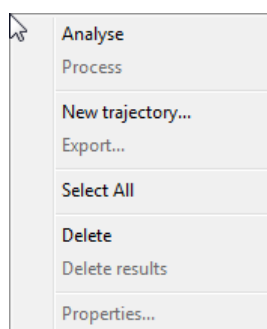 Analyse
Process
New trajectory...
Export...
Select All
Delete
Delete results
Properties...